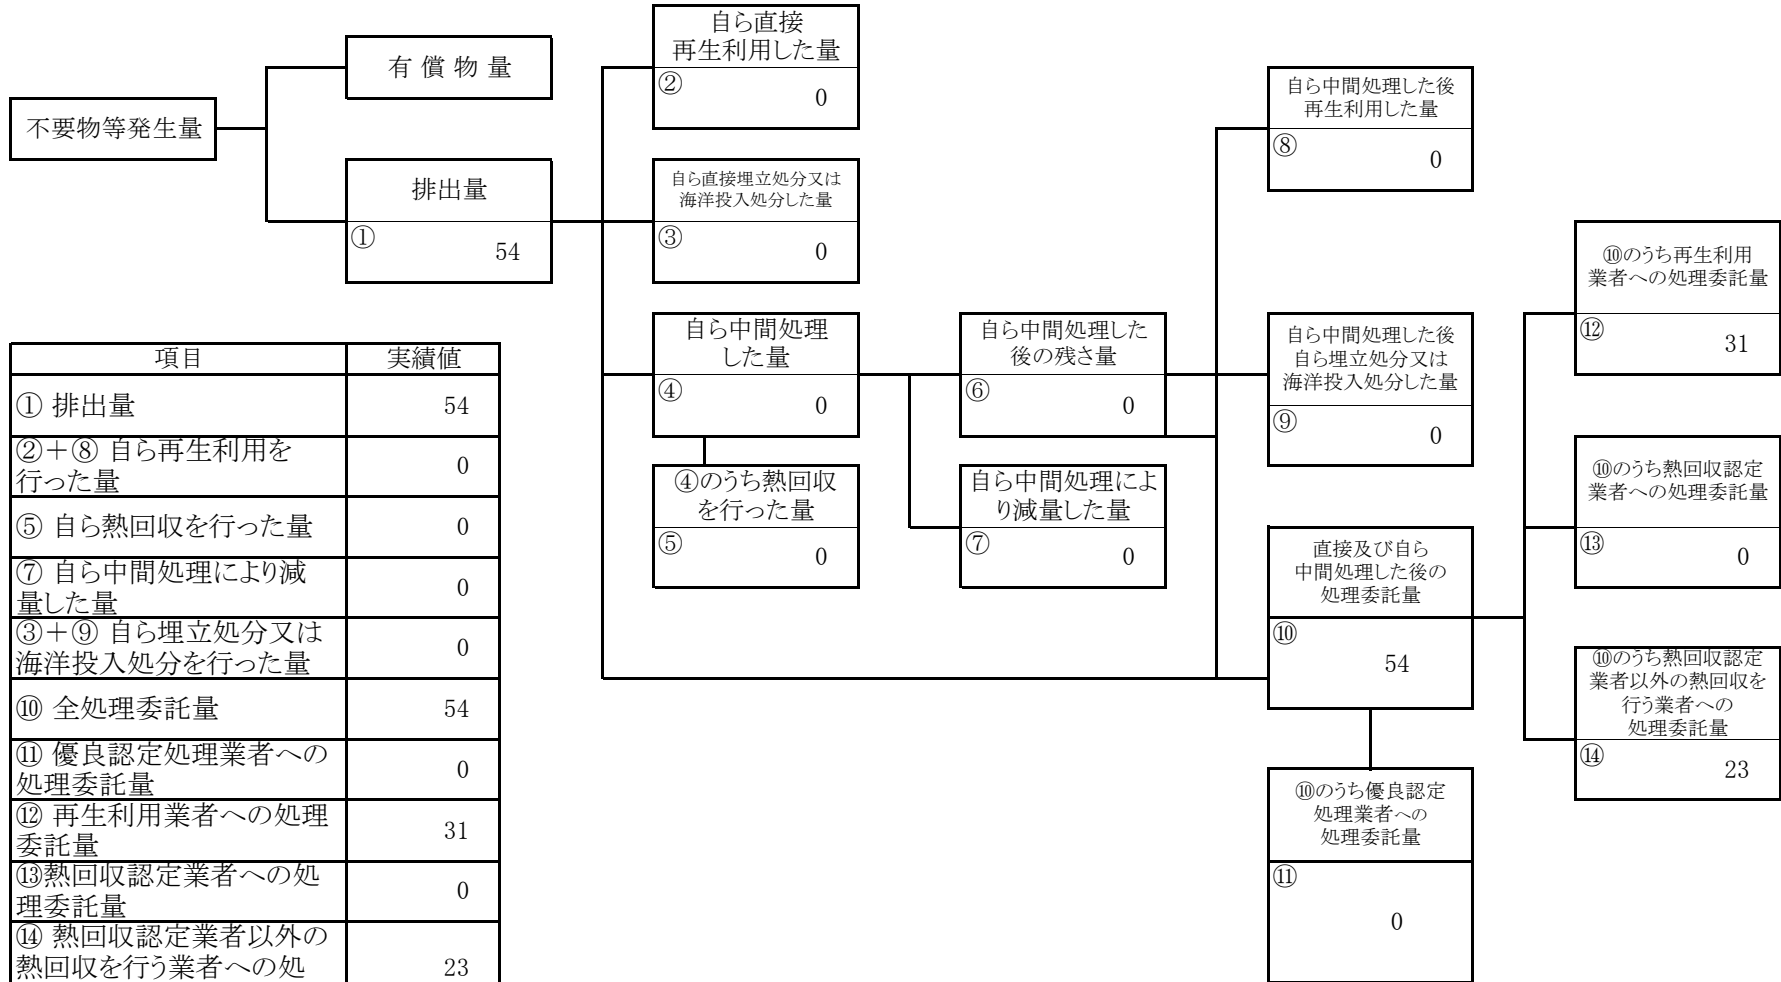 不要物等発生量
有償物量
排出量
①
54
自ら直接
再生利用した量
②
0
自ら直接埋立処分又は
海洋投入処分した量
③
0
自ら中間処理
した量
④
0
④のうち熱回収
を行った量
⑤
0
自ら中間処理した
後の残さ量
⑥
0
自ら中間処理によ
り減量した量
⑦
0
自ら中間処理した後
再生利用した量
⑧
0
自ら中間処理した後
自ら埋立処分又は
海洋投入処分した量
⑨
0
直接及び自ら
中間処理した後の
処理委託量
⑩
54
⑩のうち優良認定
処理業者への
処理委託量
⑪
0
⑩のうち再生利用
業者への処理委託量
⑫
31
⑩のうち熱回収認定
業者への処理委託量
⑬
0
⑩のうち熱回収認定
業者以外の熱回収を
行う業者への
処理委託量
⑭
23
項目 実績値
① 排出量 54
②+⑧ 自ら再生利用を
行った量 0
⑤ 自ら熱回収を行った量 0
⑦ 自ら中間処理により減
量した量 0
③+⑨ 自ら埋立処分又は
海洋投入処分を行った量 0
⑩ 全処理委託量 54
⑪ 優良認定処理業者への
処理委託量 0
⑫ 再生利用業者への処理
委託量 31
⑬熱回収認定業者への処
理委託量 0
⑭ 熱回収認定業者以外の
熱回収を行う業者への処 23